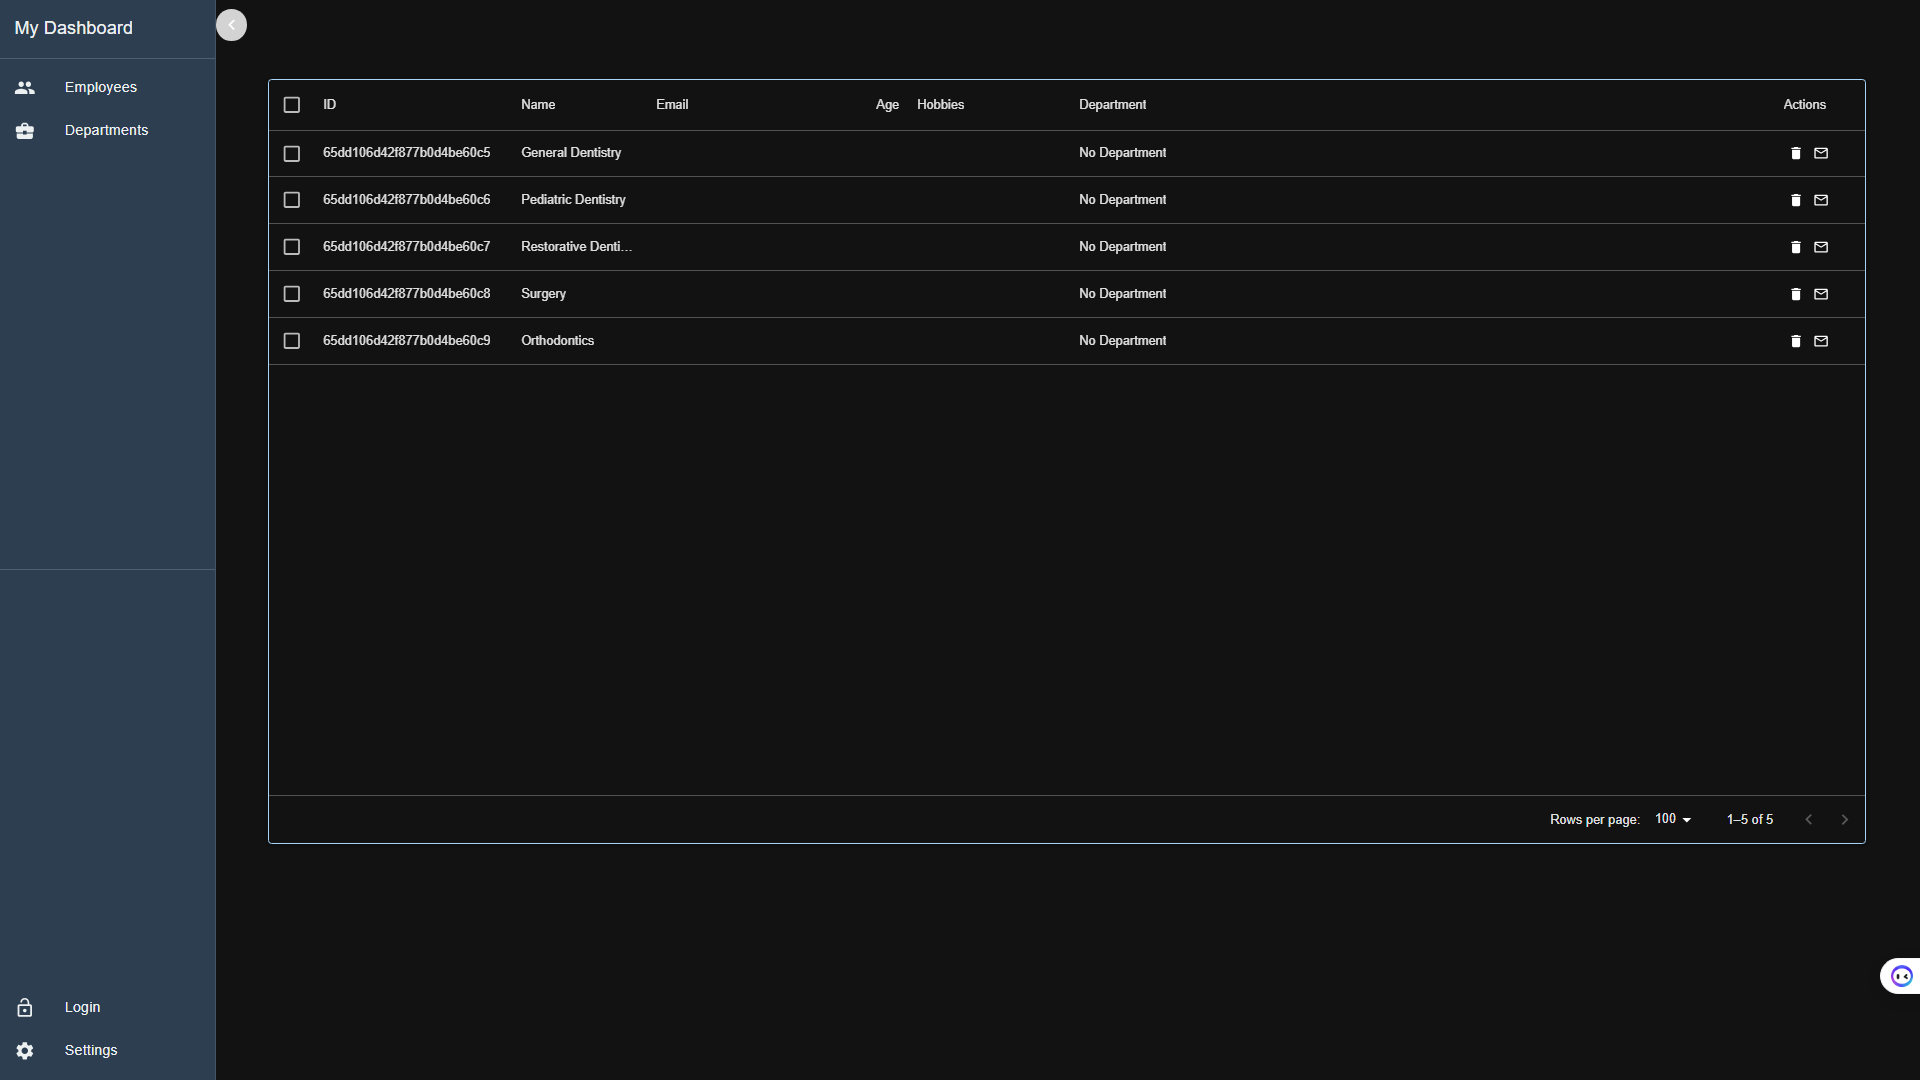 My Dashboard
Employees
Departments
ID Name Email Age Hobbies Department Actions
65dd106d42f877b0d4be60c5 General Dentistry No Department
65dd106d42f877b0d4be60c6 Pediatric Dentistry No Department
65dd106d42f877b0d4be60c7 Restorative Denti... No Department
65dd106d42f877b0d4be60c8 Surgery No Department
65dd106d42f877b0d4be60c9 Orthodontics No Department
Rows per page: 100 1–5 of 5
Login
Settings